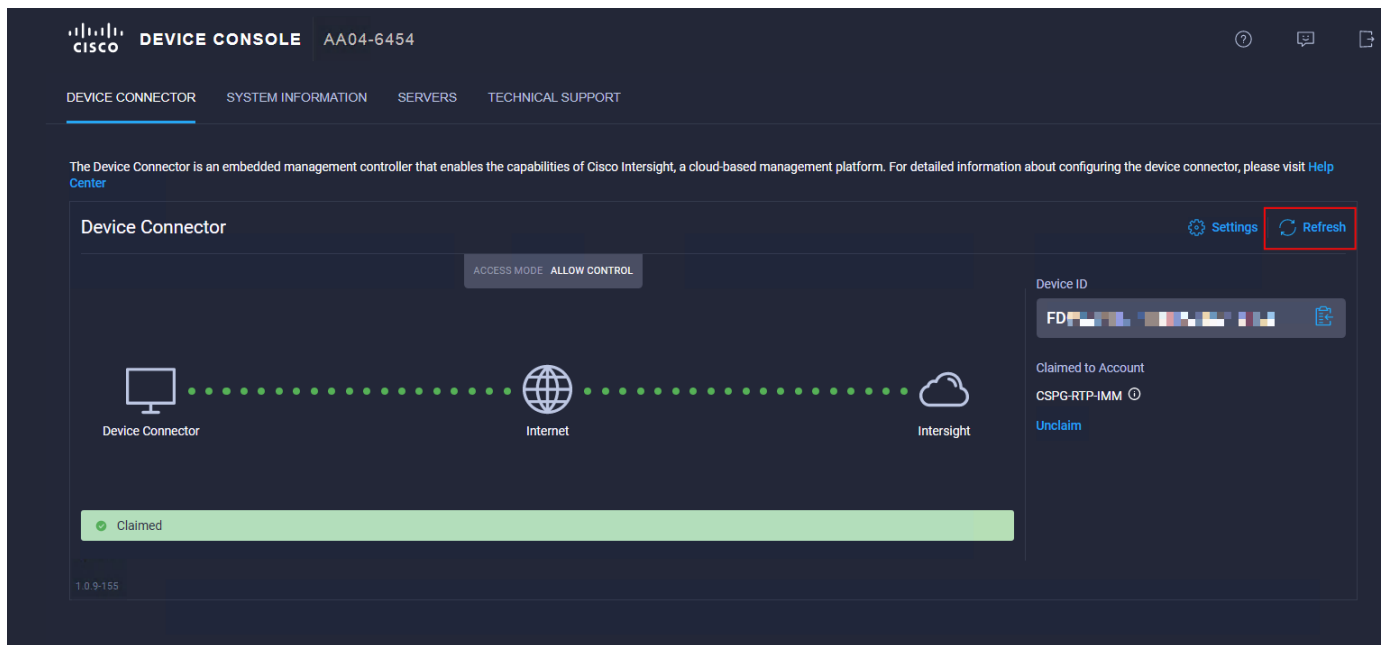 CISCO DEVICE CONSOLE AA04-6454
DEVICE CONNECTOR SYSTEM INFORMATION SERVERS TECHNICAL SUPPORT
The Device Connector is an embedded management controller that enables the capabilities of Cisco Intersight, a cloud-based management platform. For detailed information about configuring the device connector, please visit Help
Center
Device Connector
Settings Refresh
ACCESS MODE ALLOW CONTROL
Device Connector
Internet
Intersight
Claimed
1.0.9-155
Device ID
Claimed to Account
CSPG-RTP-IMM
Unclaim